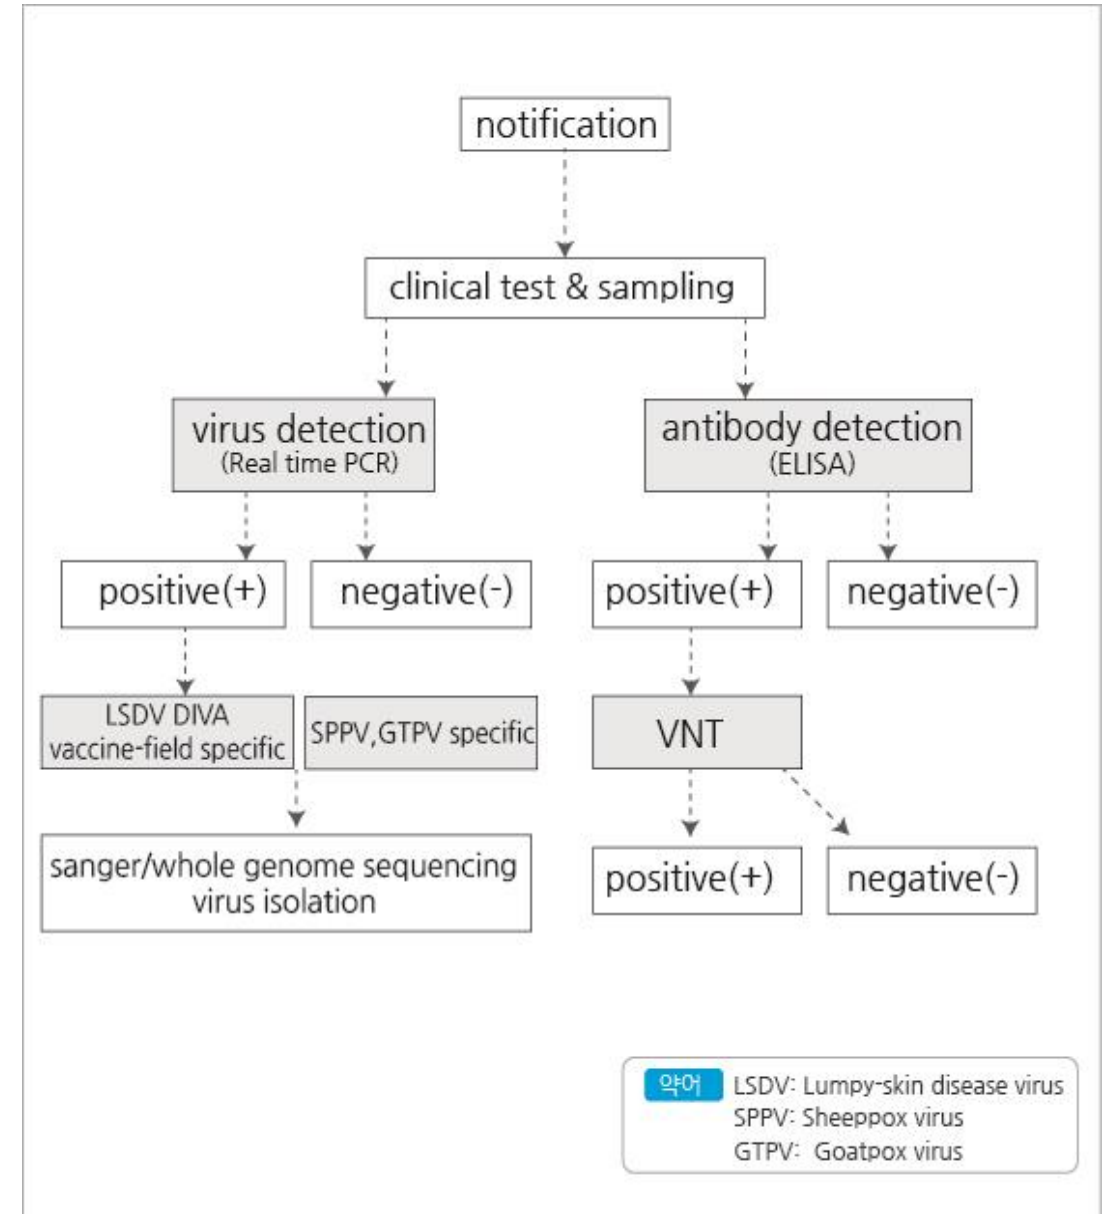 notification
clinical test & sampling
virus detection
(Real time PCR)
antibody detection
(ELISA)
positive(+)
negative(-)
positive(+)
negative(-)
LSDV DIVA
vaccine-field specific
SPPV,GTPV specific
VNT
sanger/whole genome sequencing
virus isolation
positive(+)
negative(-)
약어 LSDV: Lumpy-skin disease virus
SPPV: Sheeppox virus
GTPV: Goatpox virus